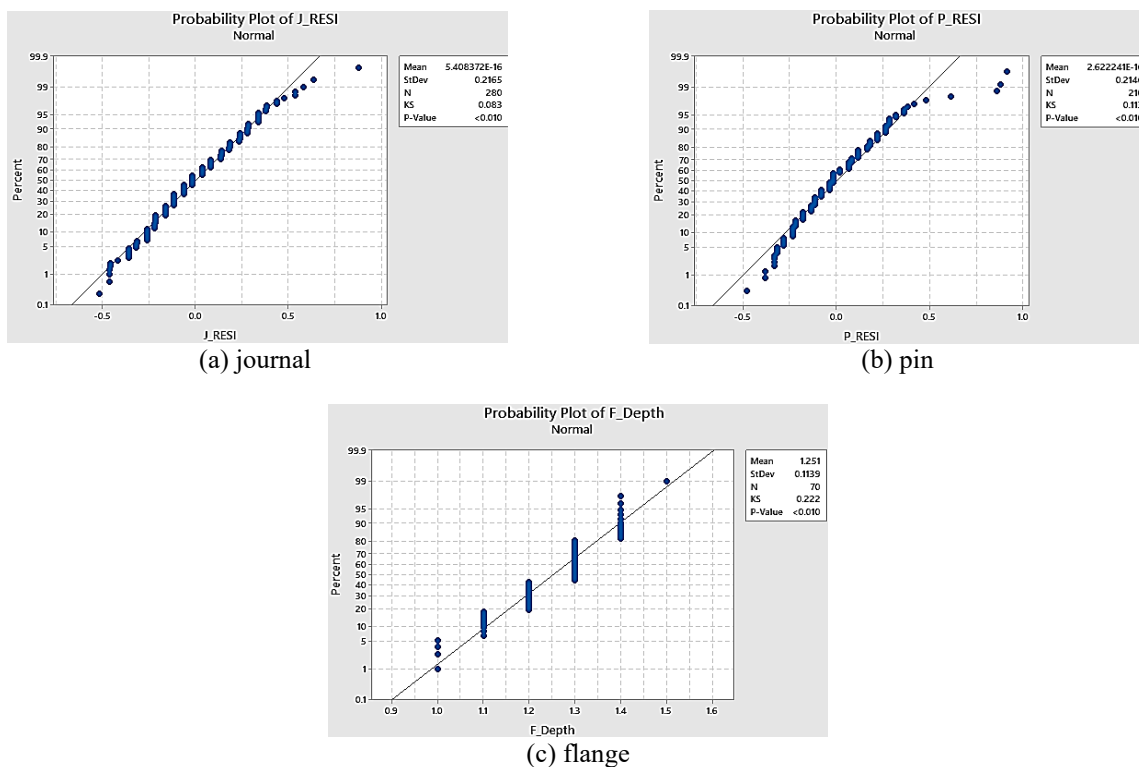 Probability Plot of J_RESI
Normal
99.9
99
95
90
80
70
60
50
40
30
20
10
5
1
0.1
Percent
-0.5
0.0
0.5
1.0
J_RESI
Mean 5.408372E-16
StDev 0.2165
N 280
KS 0.083
P-Value <0.010
(a) journal
Probability Plot of P_RESI
Normal
99.9
99
95
90
80
70
60
50
40
30
20
10
5
1
0.1
Percent
-0.5
0.0
0.5
1.0
P_RESI
Mean
StDev
N
KS
P-Value
(b) pin
Probability Plot of F_Depth
Normal
99.9
99
95
90
80
70
60
50
40
30
20
10
5
1
0.1
Percent
0.9
1.0
1.1
1.2
1.3
1.4
1.5
1.6
F_Depth
Mean 1.251
StDev 0.1139
N 70
KS 0.222
P-Value <0.010
(c) flange